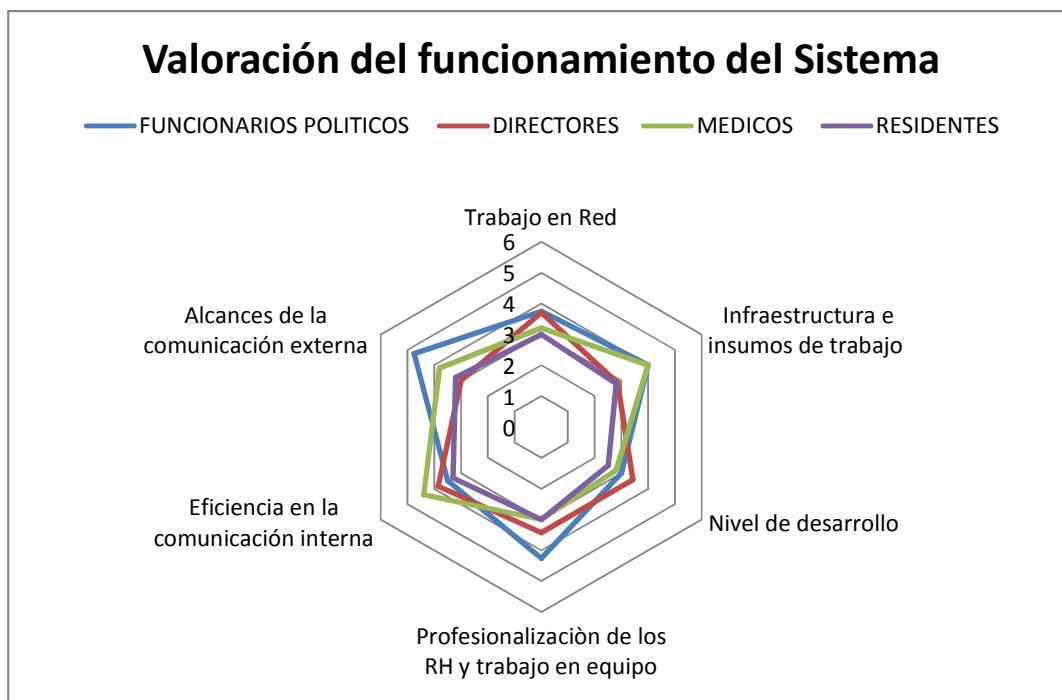 Valoración del funcionamiento del Sistema
FUNCIONARIOS POLITICOS DIRECTORES MEDICOS RESIDENTES
Trabajo en Red
6
5
4
3
2
1
0
Infraestructura e
insumos de trabajo
Nivel de desarrollo
Profesionalizaciòn de los
RH y trabajo en equipo
Eficiencia en la
comunicación interna
Alcances de la
comunicación externa